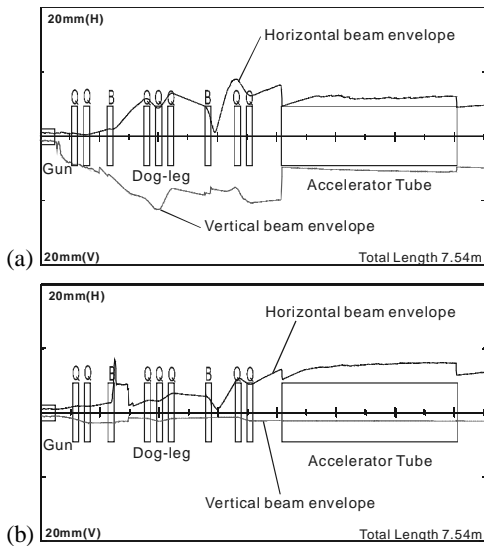 20mm(H)
Horizontal beam envelope
Q Q B Q Q Q B Q Q
Gun
Dog-leg
Accelerator Tube
Vertical beam envelope
(a)
20mm(V)
Total Length 7.54m
20mm(H)
Horizontal beam envelope
Q Q B Q Q Q B Q Q
Gun
Dog-leg
Accelerator Tube
Vertical beam envelope
(b)
20mm(V)
Total Length 7.54m